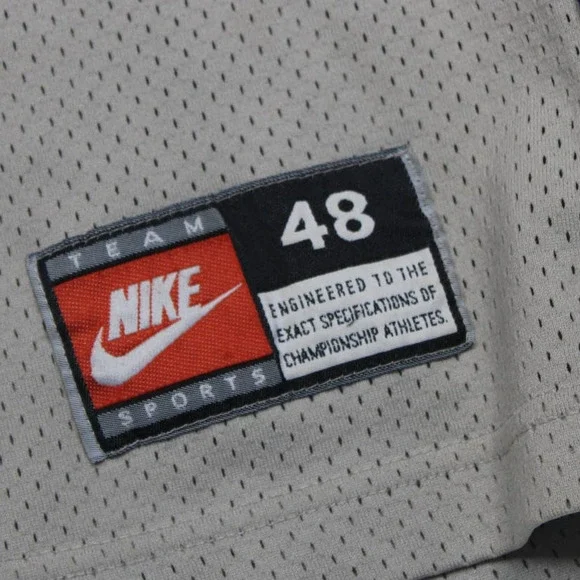 TEAM
NIKE
SPORTS
48
ENGINEERED TO THE
EXACT SPECIFICATIONS OF
CHAMPIONSHIP ATHLETES.